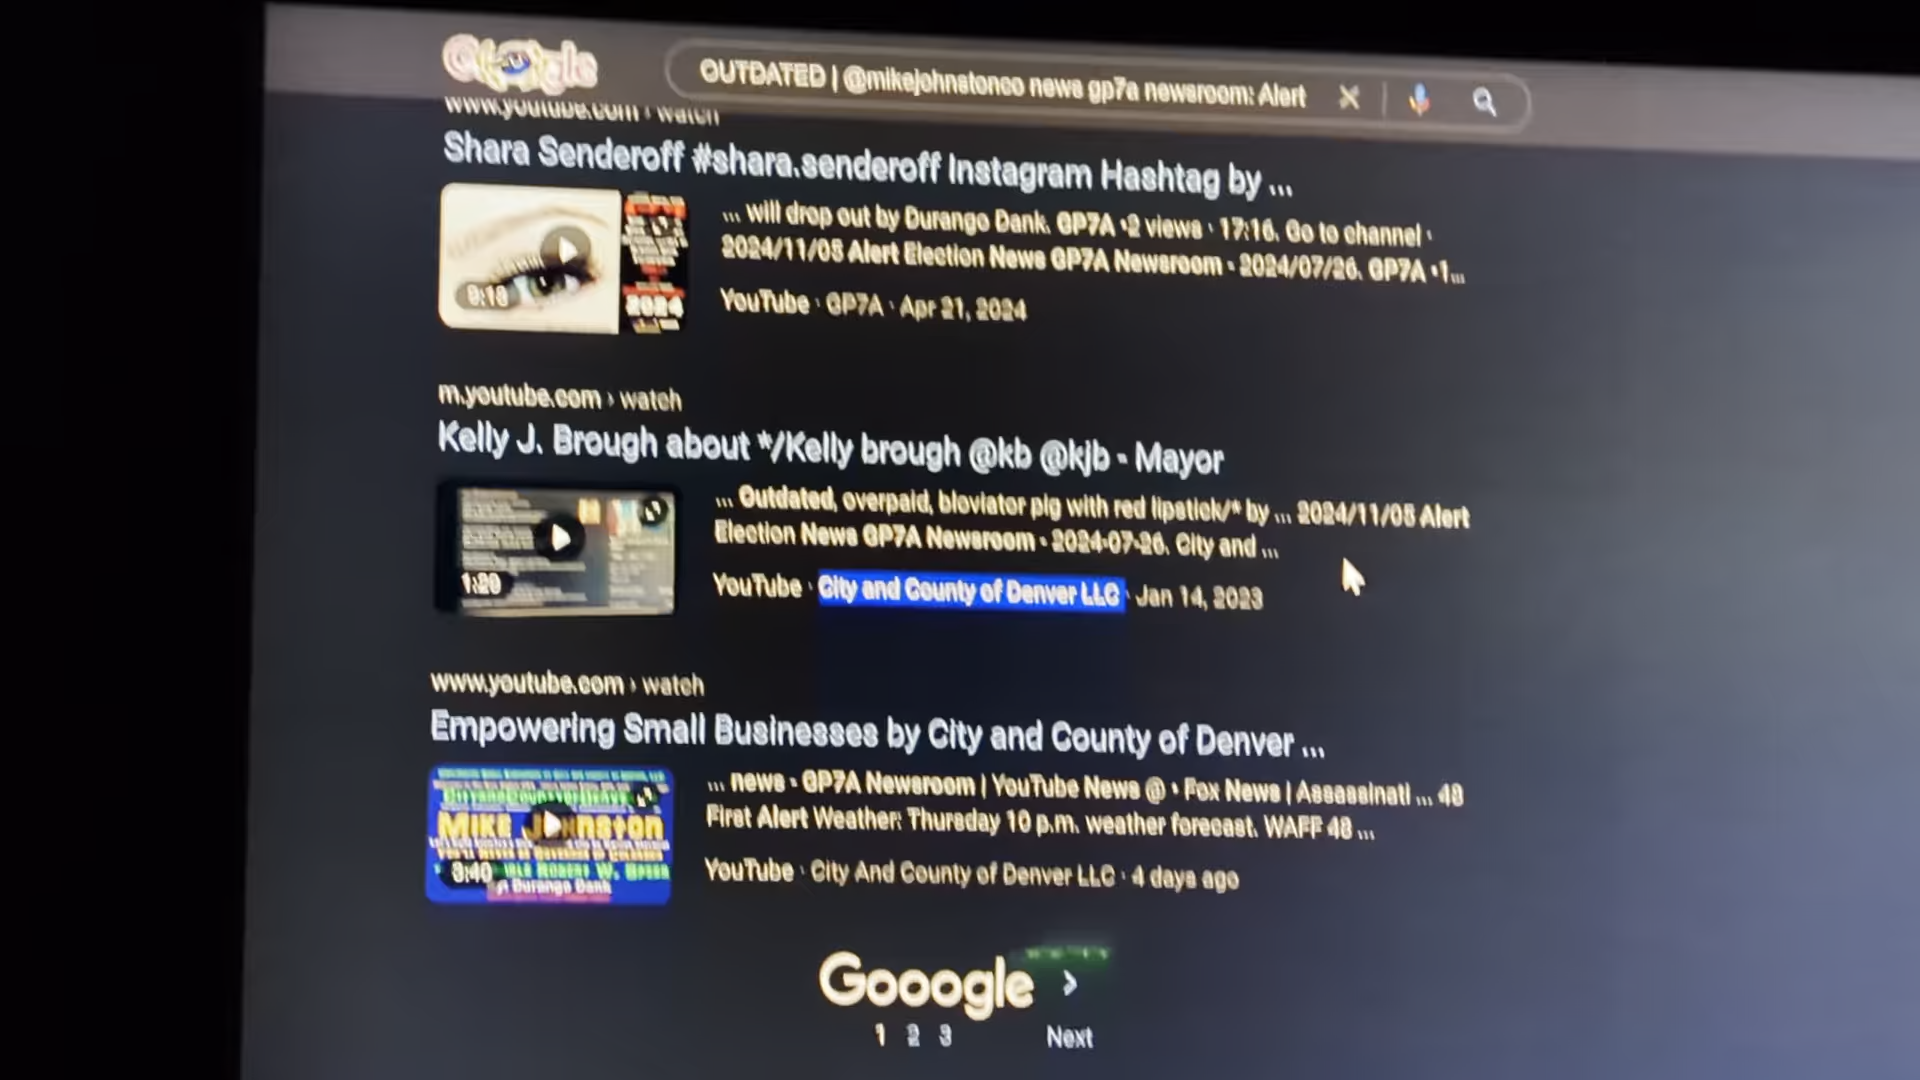 OUTDATED | @mikejohnstonco news gp7a newsroom: Alert
www.youtube.com › watch
Shara Senderoff #shara.senderoff Instagram Hashtag by ...
... will drop out by Durango Dank. GP7A •2 views · 17:16. Go to channel ·
2024/11/05 Alert Election News GP7A Newsroom • 2024/07/26. GP7A •1...
2024
9:18
YouTube · GP7A · Apr 21, 2024
m.youtube.com › watch
Kelly J. Brough about */Kelly brough @kb @kjb - Mayor
... Outdated, overpaid, bloviator pig with red lipstick/* by ... 2024/11/05 Alert
Election News GP7A Newsroom • 2024-07-26. City and ...
1:20
YouTube · City and County of Denver LLC · Jan 14, 2023
www.youtube.com › watch
Empowering Small Businesses by City and County of Denver ...
... news • GP7A Newsroom | YouTube News @ • Fox News | Assassinati ... 48
First Alert Weather: Thursday 10 p.m. weather forecast. WAFF 48 ...
MIKE JOHNSTON
3:40
ROBERT W. 
Durango Dank
YouTube · City And County of Denver LLC · 4 days ago
Gooogle >
1 2 3 Next